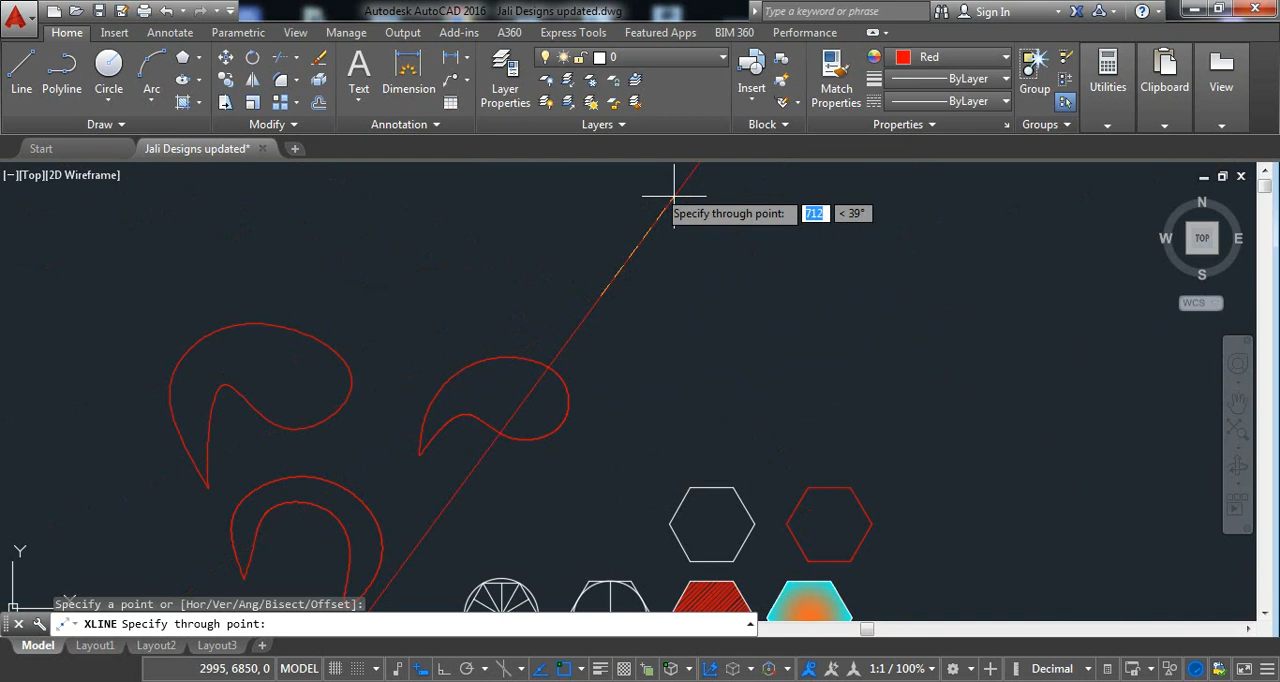 Autodesk AutoCAD 2016 Jali Designs updated.dwg
Type a keyword or phrase
Sign In
Home Insert Annotate Parametric View Manage Output Add-ins A360 Express Tools Featured Apps BIM 360 Performance
Line Polyline Circle Arc
Text Dimension
Layer Properties
0
Insert
Match Properties
Red
ByLayer
ByLayer
Group
Utilities
Clipboard
View
Draw Modify Annotation Layers Block Properties Groups
Start Jali Designs updated*
[−][Top][2D Wireframe]
N
W TOP E
S
WCS
Specify through point: 712 < 39°
Y
Specify a point or [Hor/Ver/Ang/Bisect/Offset]:
XLINE Specify through point:
Model Layout1 Layout2 Layout3
2995, 6850, 0 MODEL 1:1 / 100% Decimal